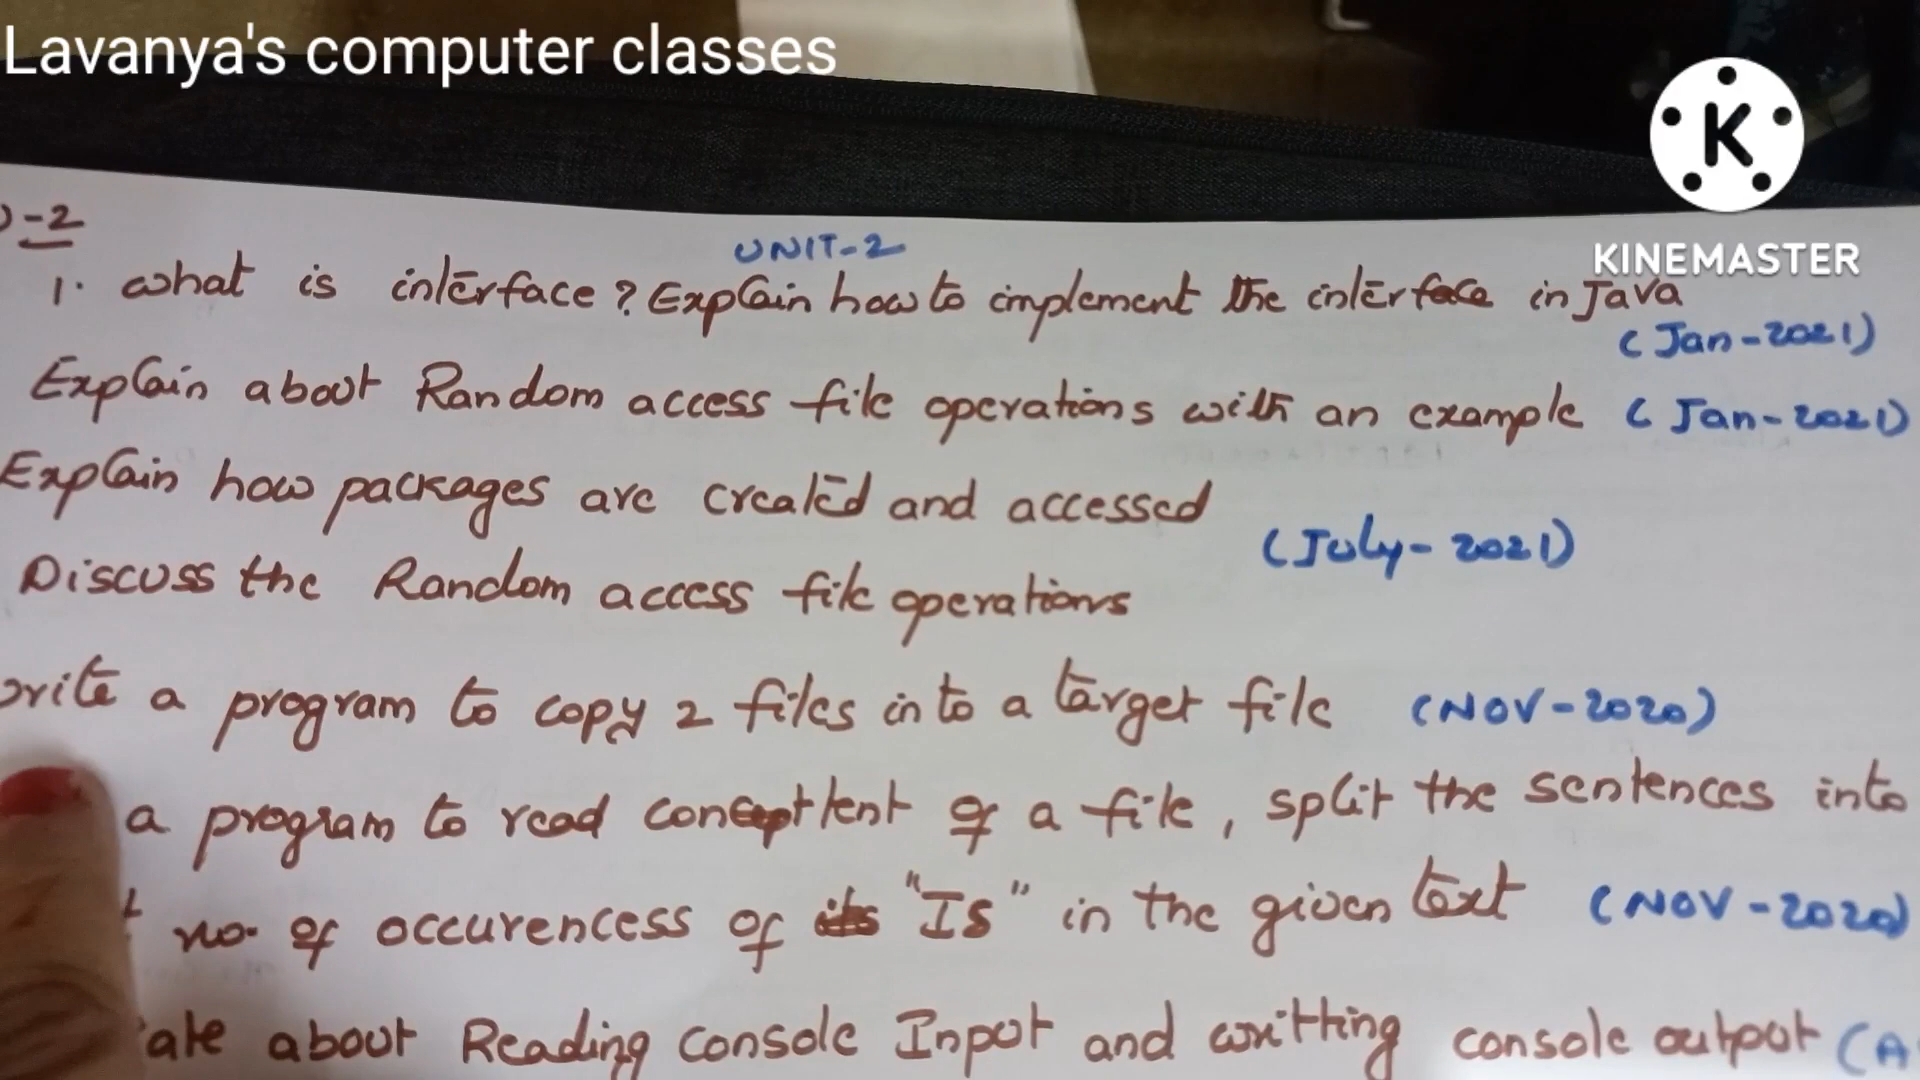 Lavanya's computer classes
K
KINEMASTER
-2
UNIT-2
1. what is interface? Explain how to implement the interface in Java
(Jan-2021)
Explain about Random access file operations with an example (Jan-2021)
Explain how packages are created and accessed
(July-2021)
Discuss the Random access file operations
a program to copy 2 files into a target file (NOV-2020)
a program to read content of a file, split the sentences into
no. of occurencess of "Is" in the given text (NOV-2020)
about Reading console Input and writting console output (A